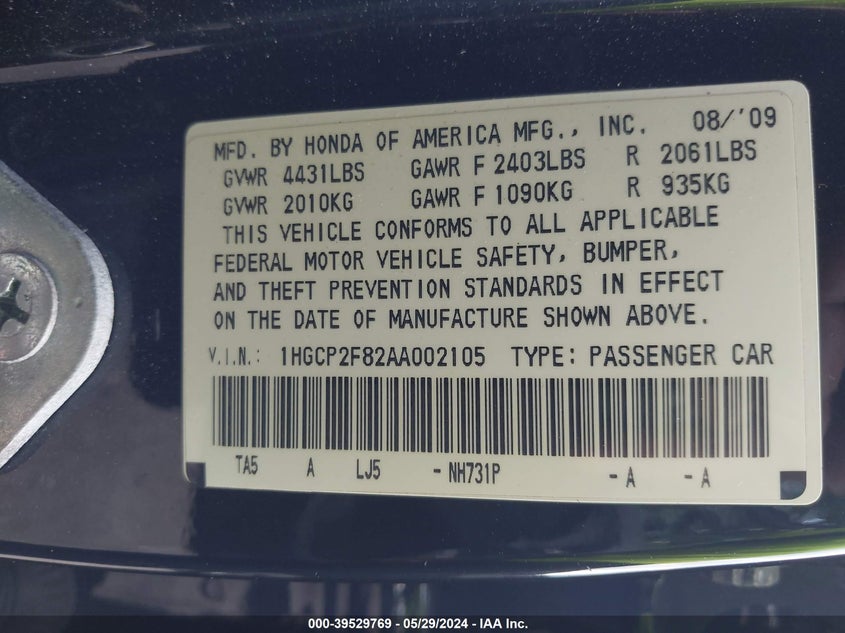 MFD. BY HONDA OF AMERICA MFG., INC. 08/'09
GVWR 4431LBS GAWR F 2403LBS R 2061LBS
GVWR 2010KG GAWR F 1090KG R 935KG
THIS VEHICLE CONFORMS TO ALL APPLICABLE
FEDERAL MOTOR VEHICLE SAFETY, BUMPER,
AND THEFT PREVENTION STANDARDS IN EFFECT
ON THE DATE OF MANUFACTURE SHOWN ABOVE.
V.I.N.: 1HGCP2F82AA002105 TYPE: PASSENGER CAR
TA5 A LJ5 -NH731P -A -A
000-39529769 - 05/29/2024 - IAA Inc.